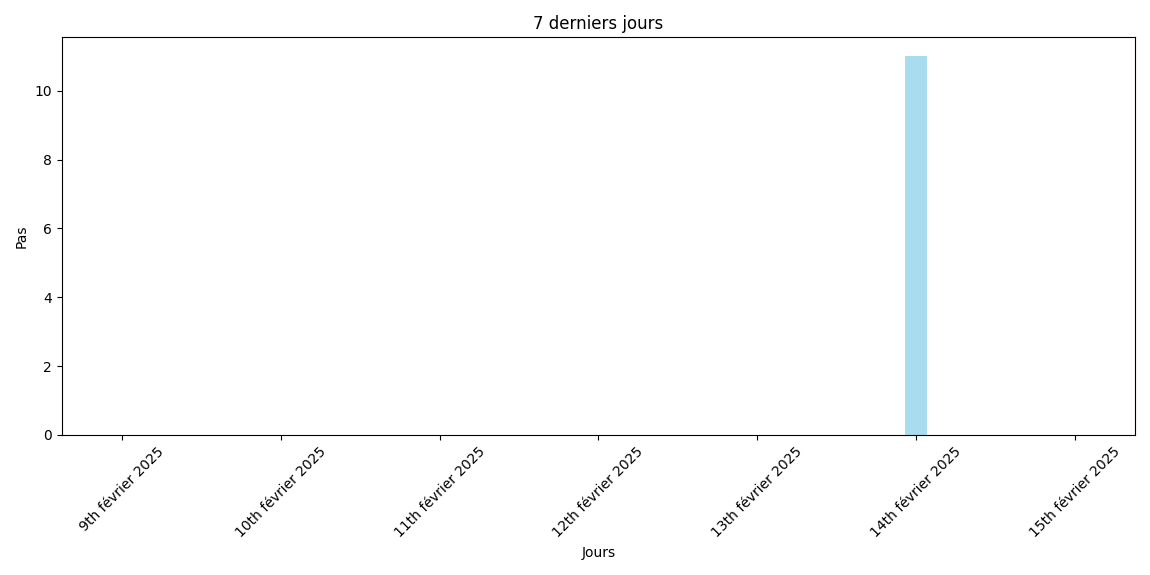 7 derniers jours
Pas
10
8
6
4
2
0
9th février 2025
10th février 2025
11th février 2025
12th février 2025
13th février 2025
14th février 2025
15th février 2025
Jours